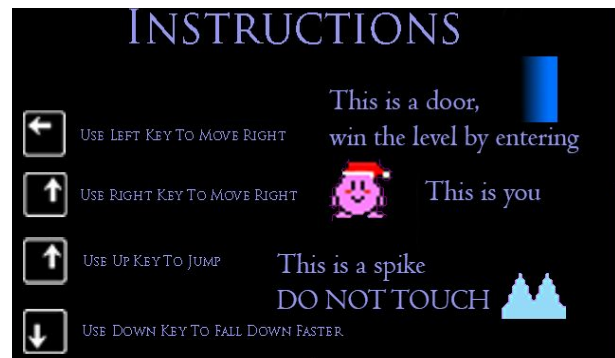 INSTRUCTIONS
This is a door,
win the level by entering
USE LEFT KEY TO MOVE RIGHT
USE RIGHT KEY TO MOVE RIGHT
This is you
USE UP KEY TO JUMP
This is a spike
DO NOT TOUCH
USE DOWN KEY TO FALL DOWN FASTER